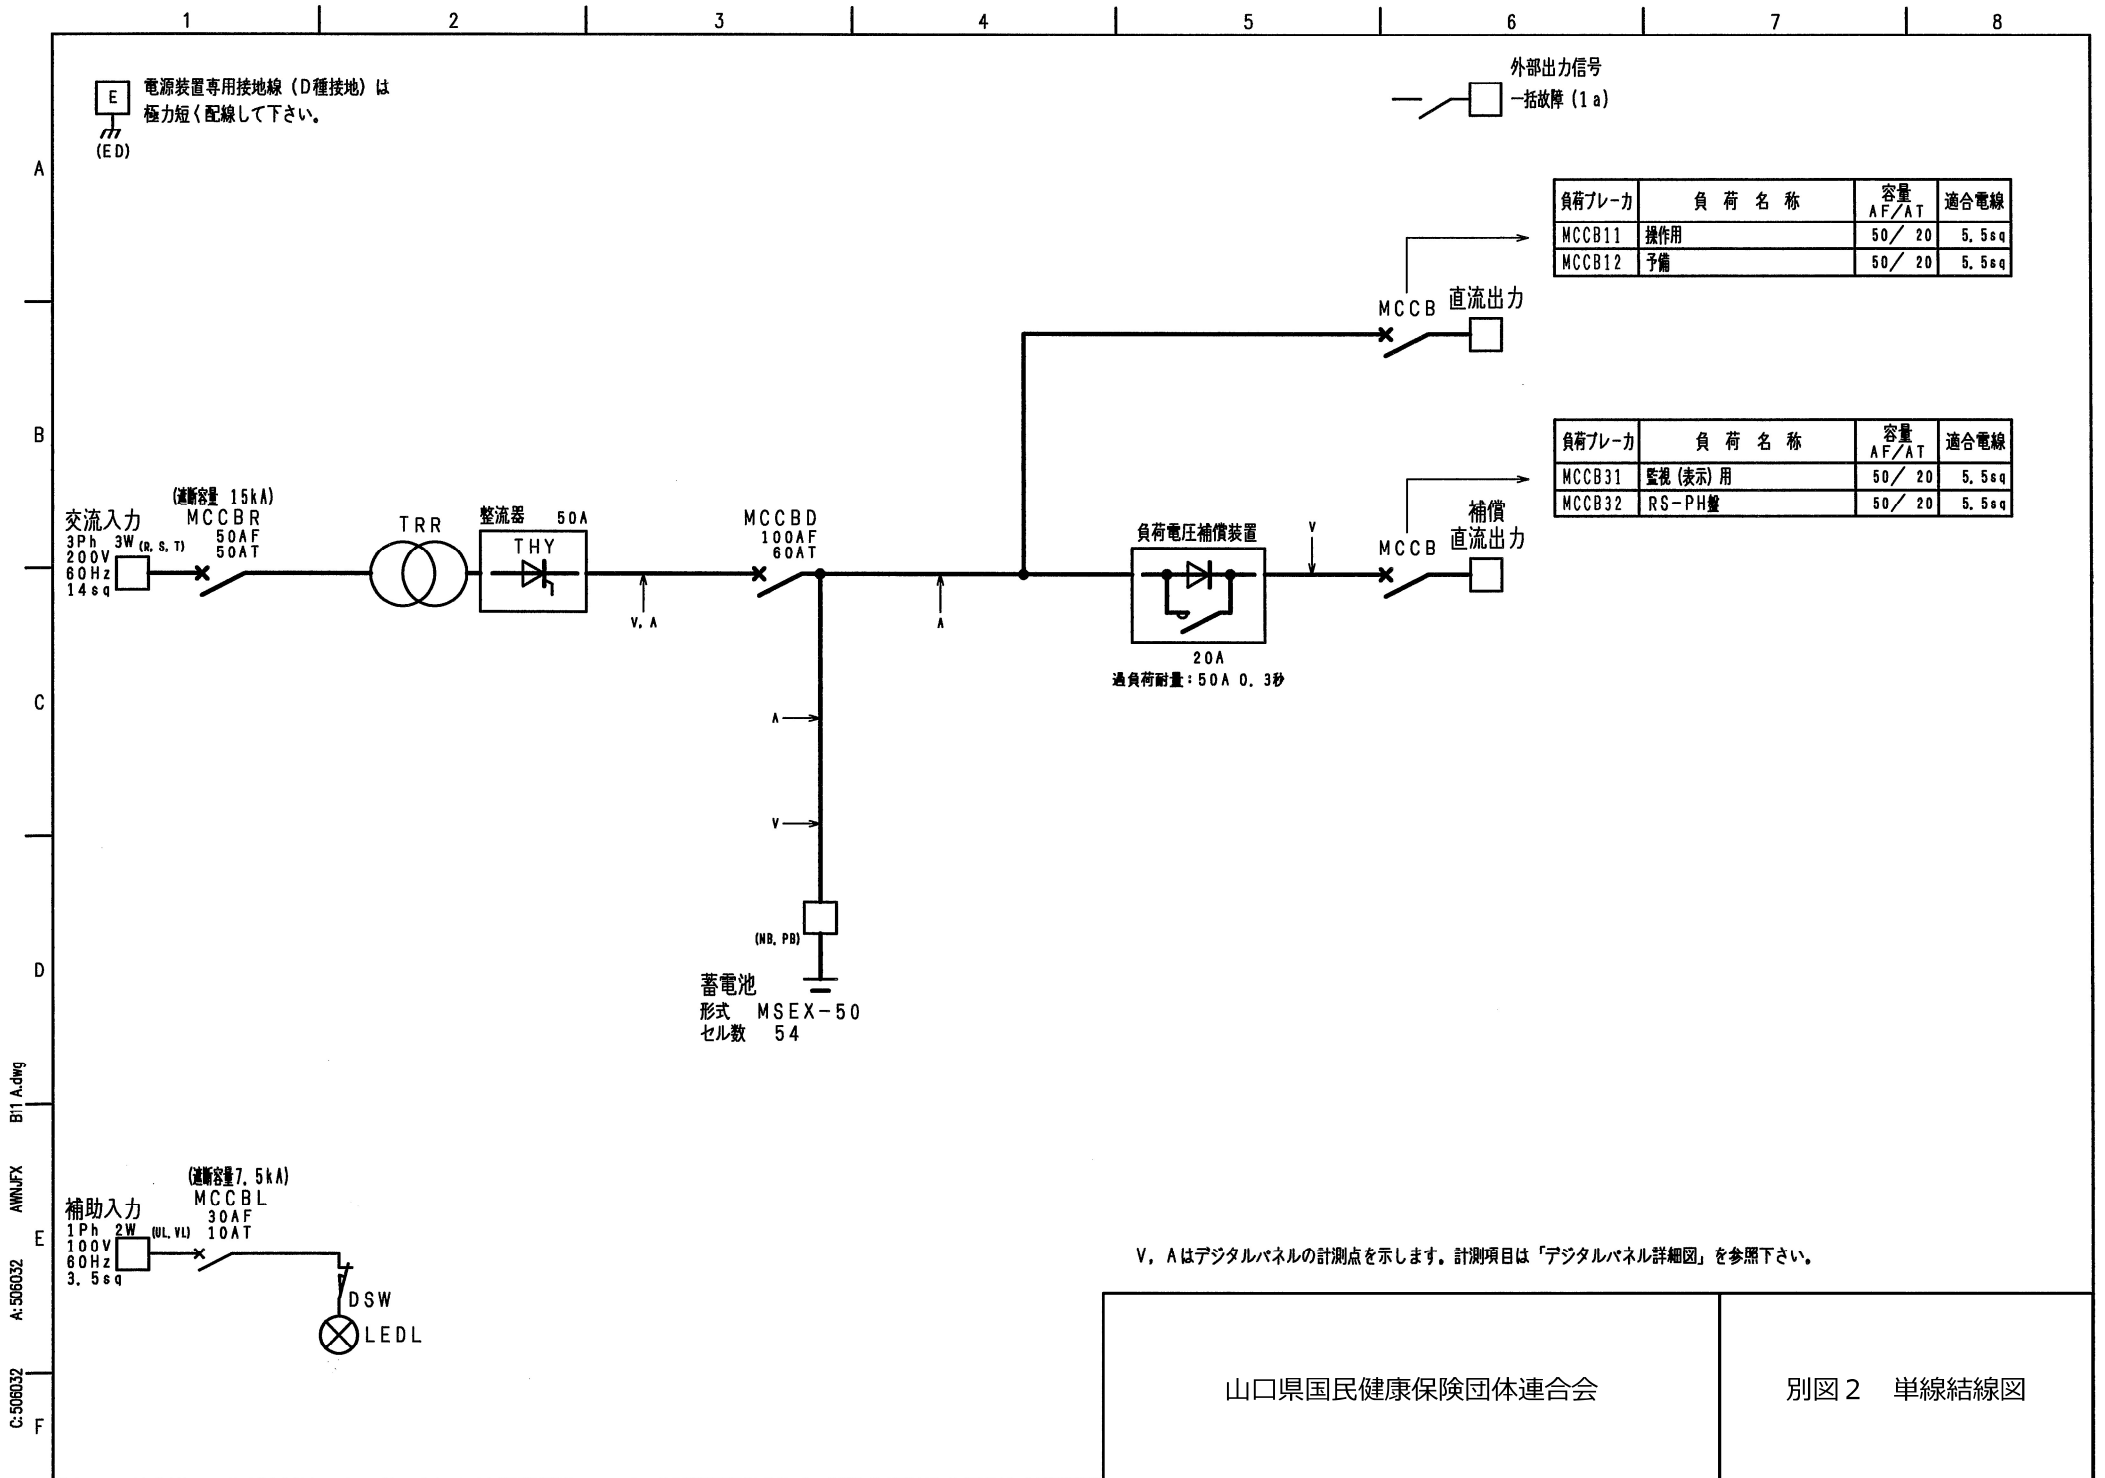 1 2 3 4 5 6 7 8
A
B
C
D
E
F
E
(ED)
電源装置専用接地線(D種接地)は
極力短く配線して下さい。
外部出力信号
一括故障(1a)
負荷ブレーカ 負荷名称 容量 AF/AT 適合電線
MCCB11 操作用 50/ 20 5.5sq
MCCB12 予備 50/ 20 5.5sq
MCCB
直流出力
負荷ブレーカ 負荷名称 容量 AF/AT 適合電線
MCCB31 監視(表示)用 50/ 20 5.5sq
MCCB32 RS-PH盤 50/ 20 5.5sq
MCCB
補償
直流出力
交流入力
3Ph 3W (R,S,T)
200V
60Hz
14sq
(遮断容量 15kA)
MCCBR
50AF
50AT
TRR
整流器 50A
THY
V, A
MCCBD
100AF
60AT
A
負荷電圧補償装置
20A
過負荷耐量:50A 0.3秒
V
A
V
(NB,PB)
蓄電池
形式 MSEX-50
セル数 54
補助入力
1Ph 2W (UL,VL)
100V
60Hz
3.5sq
(遮断容量7.5kA)
MCCBL
30AF
10AT
DSW
LEDL
V, Aはデジタルパネルの計測点を示します。計測項目は「デジタルパネル詳細図」を参照下さい。
山口県国民健康保険団体連合会
別図2 単線結線図
C:506032 A:506032 AWNJFX B11 A.dwg